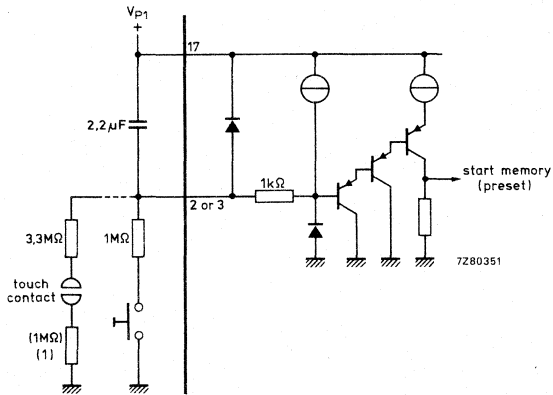 VP1
+
17
2,2μF
1kΩ
start memory
(preset)
2 or 3
3,3MΩ
1MΩ
7Z80351
touch
contact
(1MΩ)
(1)